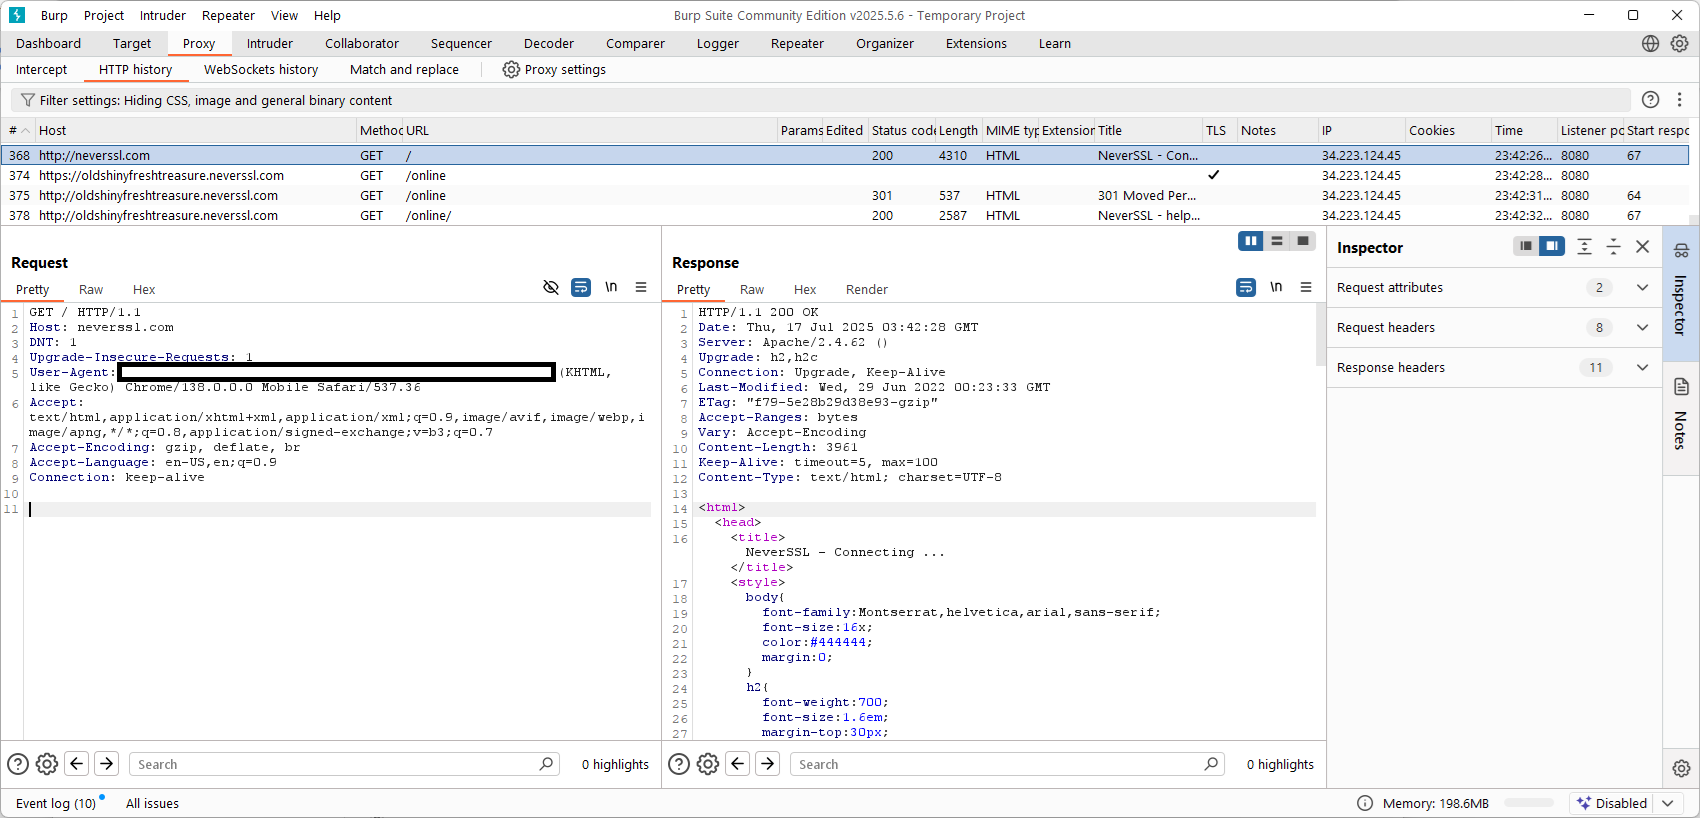 Burp Project Intruder Repeater View Help Burp Suite Community Edition v2025.5.6 - Temporary Project
Dashboard Target Proxy Intruder Collaborator Sequencer Decoder Comparer Logger Repeater Organizer Extensions Learn
Intercept HTTP history WebSockets history Match and replace Proxy settings
Filter settings: Hiding CSS, image and general binary content
# Host Method URL Params Edited Status code Length MIME typ Extension Title TLS Notes IP Cookies Time Listener po Start respo
368 http://neverssl.com GET / 200 4310 HTML NeverSSL - Con... 34.223.124.45 23:42:26... 8080 67
374 https://oldshinyfreshtreasure.neverssl.com GET /online ✓ 34.223.124.45 23:42:28... 8080
375 http://oldshinyfreshtreasure.neverssl.com GET /online 301 537 HTML 301 Moved Per... 34.223.124.45 23:42:31... 8080 64
378 http://oldshinyfreshtreasure.neverssl.com GET /online/ 200 2587 HTML NeverSSL - help... 34.223.124.45 23:42:32... 8080 67
Request
Pretty Raw Hex \n
1 GET / HTTP/1.1
2 Host: neverssl.com
3 DNT: 1
4 Upgrade-Insecure-Requests: 1
5 User-Agent: (KHTML,
like Gecko) Chrome/138.0.0.0 Mobile Safari/537.36
6 Accept:
text/html,application/xhtml+xml,application/xml;q=0.9,image/avif,image/webp,i
mage/apng,*/*;q=0.8,application/signed-exchange;v=b3;q=0.7
7 Accept-Encoding: gzip, deflate, br
8 Accept-Language: en-US,en;q=0.9
9 Connection: keep-alive
10
11
Search 0 highlights
Response
Pretty Raw Hex Render \n
1 HTTP/1.1 200 OK
2 Date: Thu, 17 Jul 2025 03:42:28 GMT
3 Server: Apache/2.4.62 ()
4 Upgrade: h2,h2c
5 Connection: Upgrade, Keep-Alive
6 Last-Modified: Wed, 29 Jun 2022 00:23:33 GMT
7 ETag: "f79-5e28b29d38e93-gzip"
8 Accept-Ranges: bytes
9 Vary: Accept-Encoding
10 Content-Length: 3961
11 Keep-Alive: timeout=5, max=100
12 Content-Type: text/html; charset=UTF-8
13
14 <html>
15 <head>
16 <title>
NeverSSL - Connecting ...
</title>
17 <style>
18 body{
19 font-family:Montserrat,helvetica,arial,sans-serif;
20 font-size:16x;
21 color:#444444;
22 margin:0;
23 }
24 h2{
25 font-weight:700;
26 font-size:1.6em;
27 margin-top:30px;
Search 0 highlights
Inspector
Request attributes 2
Request headers 8
Response headers 11
Inspector
Notes
Event log (10) All issues Memory: 198.6MB Disabled